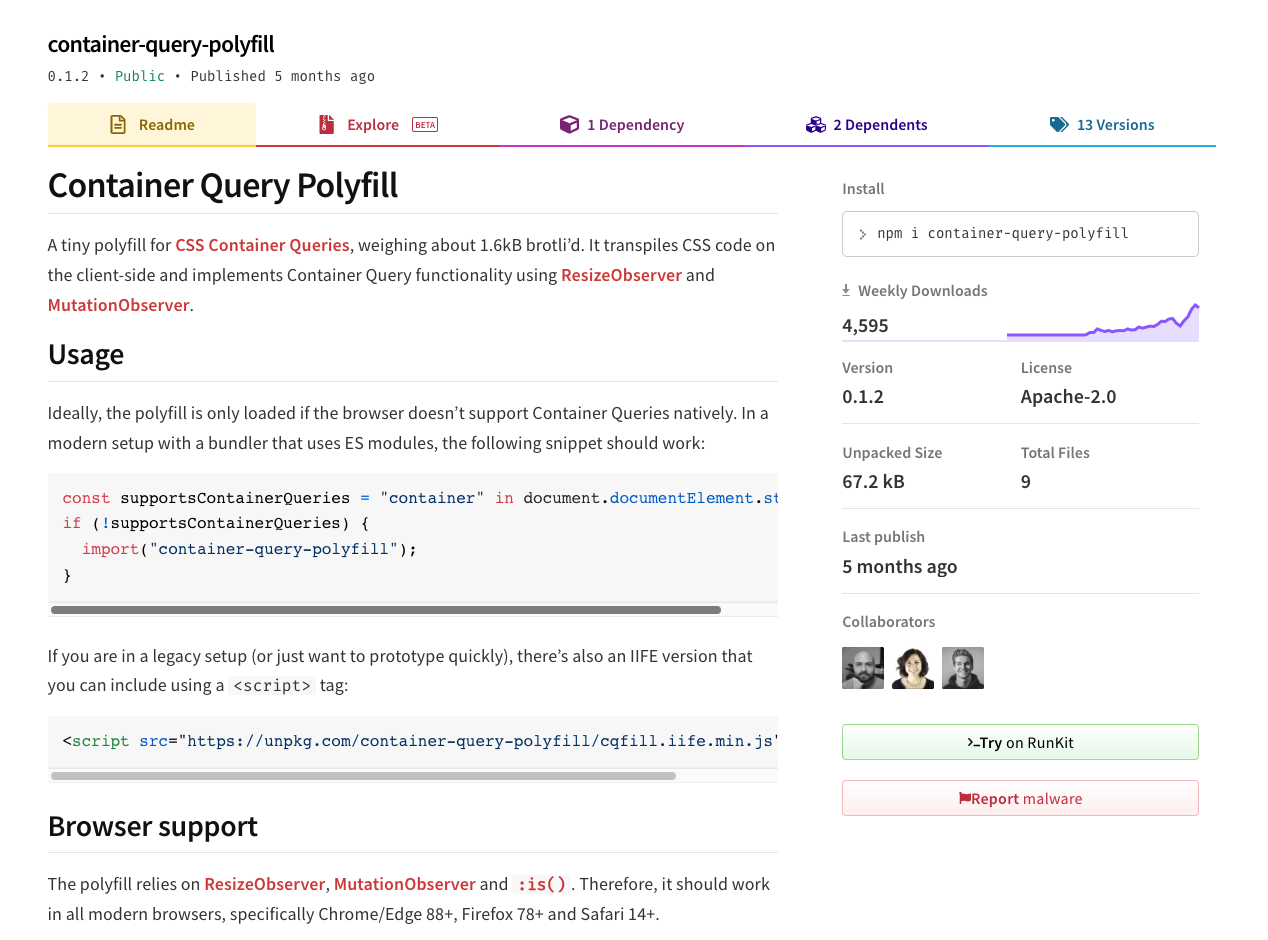 container-query-polyfill
0.1.2 • Public • Published 5 months ago
Readme
Explore BETA
1 Dependency
2 Dependents
13 Versions
Container Query Polyfill
A tiny polyfill for CSS Container Queries, weighing about 1.6kB brotli’d. It transpiles CSS code on
the client-side and implements Container Query functionality using ResizeObserver and
MutationObserver.
Usage
Ideally, the polyfill is only loaded if the browser doesn’t support Container Queries natively. In a
modern setup with a bundler that uses ES modules, the following snippet should work:
const supportsContainerQueries = "container" in document.documentElement.st
if (!supportsContainerQueries) {
  import("container-query-polyfill");
}
If you are in a legacy setup (or just want to prototype quickly), there’s also an IIFE version that
you can include using a <script> tag:
<script src="https://unpkg.com/container-query-polyfill/cqfill.iife.min.js"
Browser support
The polyfill relies on ResizeObserver, MutationObserver and :is(). Therefore, it should work
in all modern browsers, specifically Chrome/Edge 88+, Firefox 78+ and Safari 14+.
Install
> npm i container-query-polyfill
Weekly Downloads
4,595
Version
0.1.2
License
Apache-2.0
Unpacked Size
67.2 kB
Total Files
9
Last publish
5 months ago
Collaborators
>_Try on RunKit
Report malware